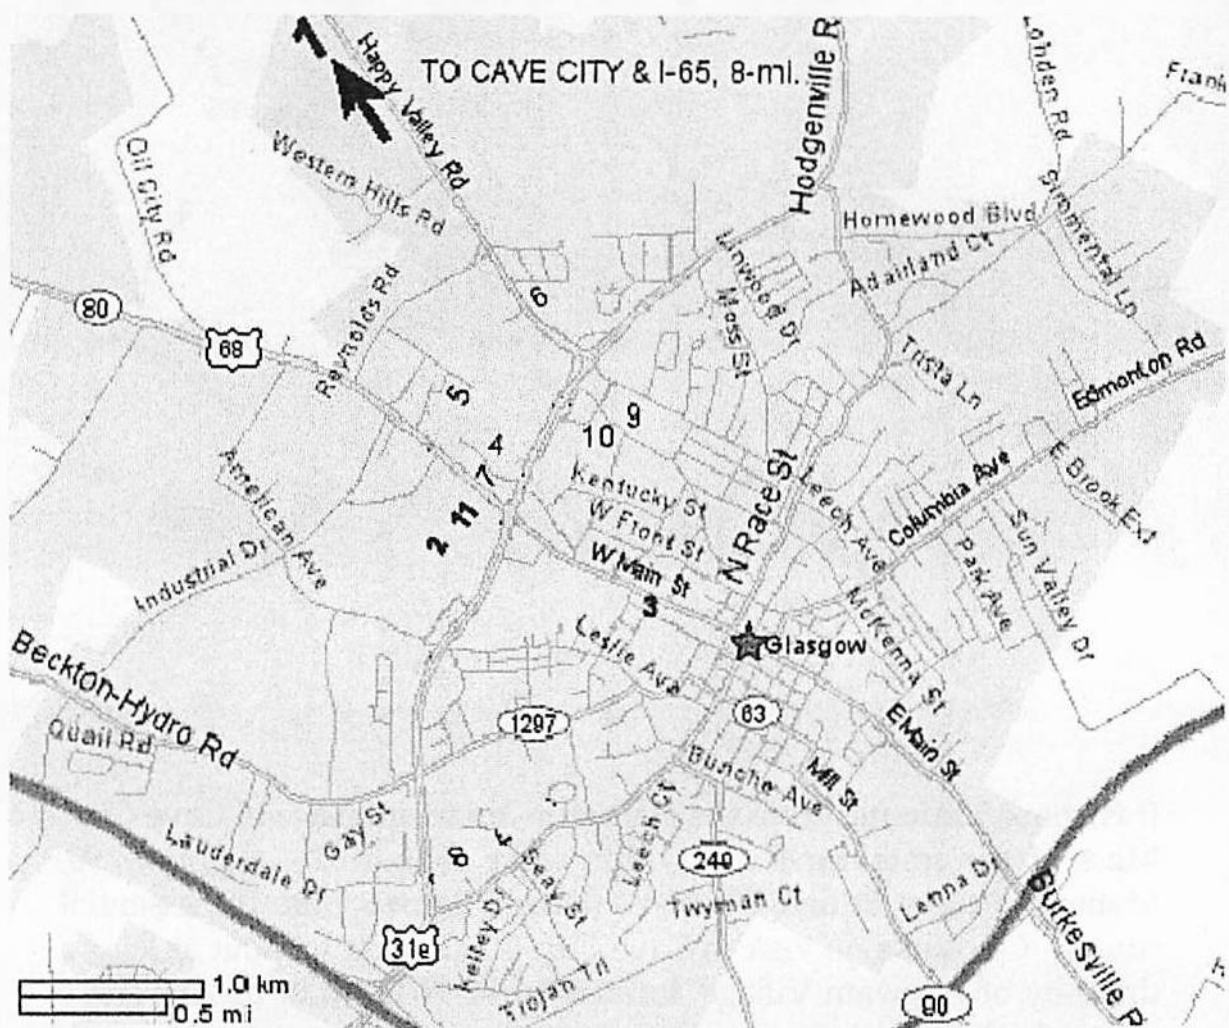 TO CAVE CITY & I-65, 8-mi.
1
Happy Valley Rd
Hodgenville R
Lohden Rd
Frank
Oil City Rd
Western Hills Rd
Homewood Blvd
Simmental Ln
Linwood Dr
Adairland Ct
Moss St
80
68
Reynolds Rd
6
Trista Ln
Edmonton Rd
5
9
10
4
7
Kentucky St
W Front St
N Race St
Leech Ave
Columbia Ave
E Brook Ext
American Ave
11
2
Industrial Dr
W Main St
3
Park Ave
Sun Valley Dr
McKenna St
Glasgow
Leslie Ave
Beckton-Hydro Rd
Quail Rd
1297
63
E Main St
Bunche Ave
Mill St
Gay St
Lauderdale Dr
8
4
Seay St
Leech Ct
249
Twyman Ct
Lanna Dr
Burkesville R
31e
Kelley Dr
Trojan Trl
90
1.0 km
0.5 mi